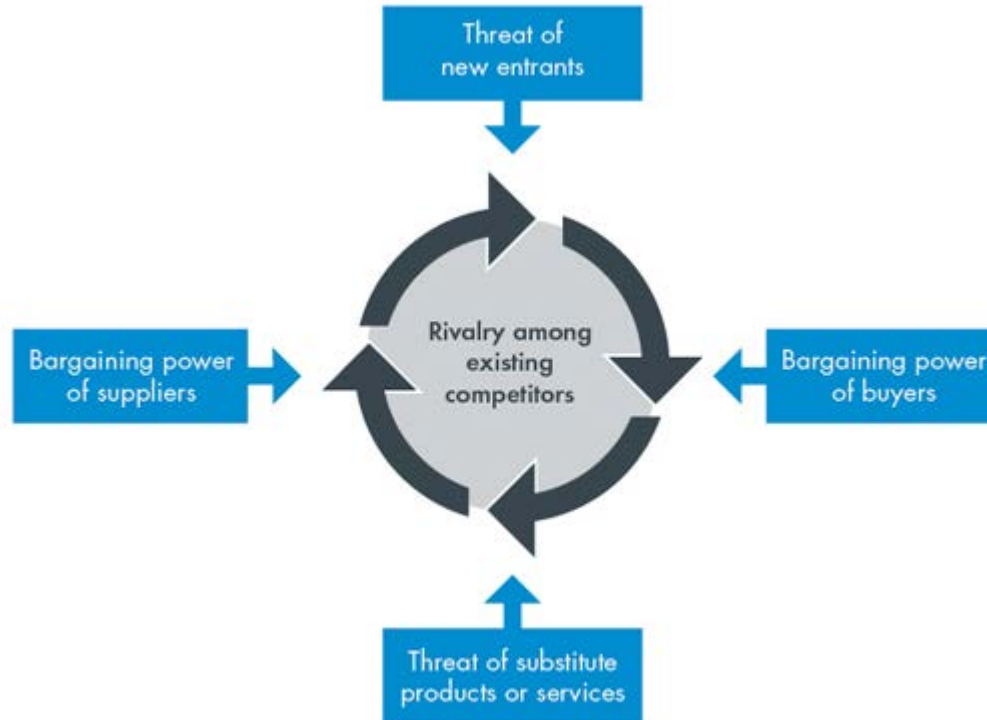 Threat of
new entrants
Bargaining power
of suppliers
Rivalry among
existing
competitors
Bargaining power
of buyers
Threat of substitute
products or services